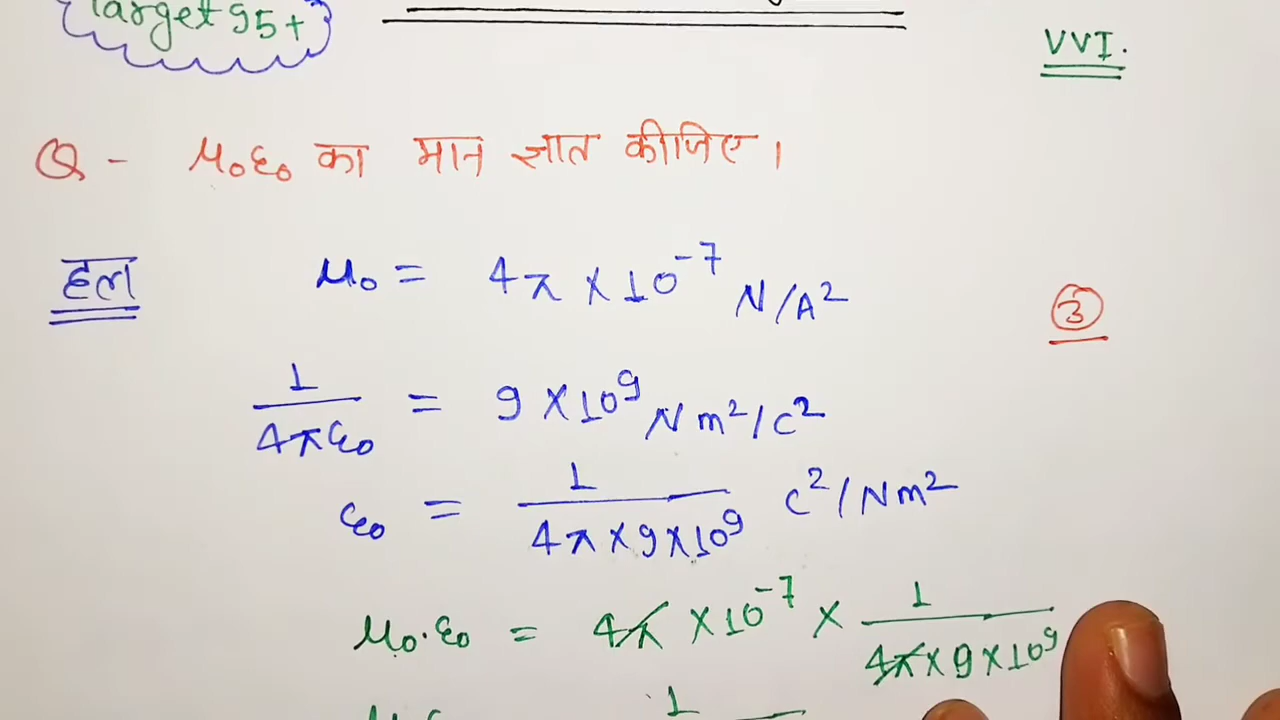 Target 95+
VVI.
Q - μ₀ε₀ का मान ज्ञात कीजिए।
हल μ₀ = 4π × 10⁻⁷ N/A²
③
1/4πε₀ = 9 × 10⁹ Nm²/C²
ε₀ = 1/4π × 9 × 10⁹ C²/Nm²
μ₀.ε₀ = 4π × 10⁻⁷ × 1/4π × 9 × 10⁹
1